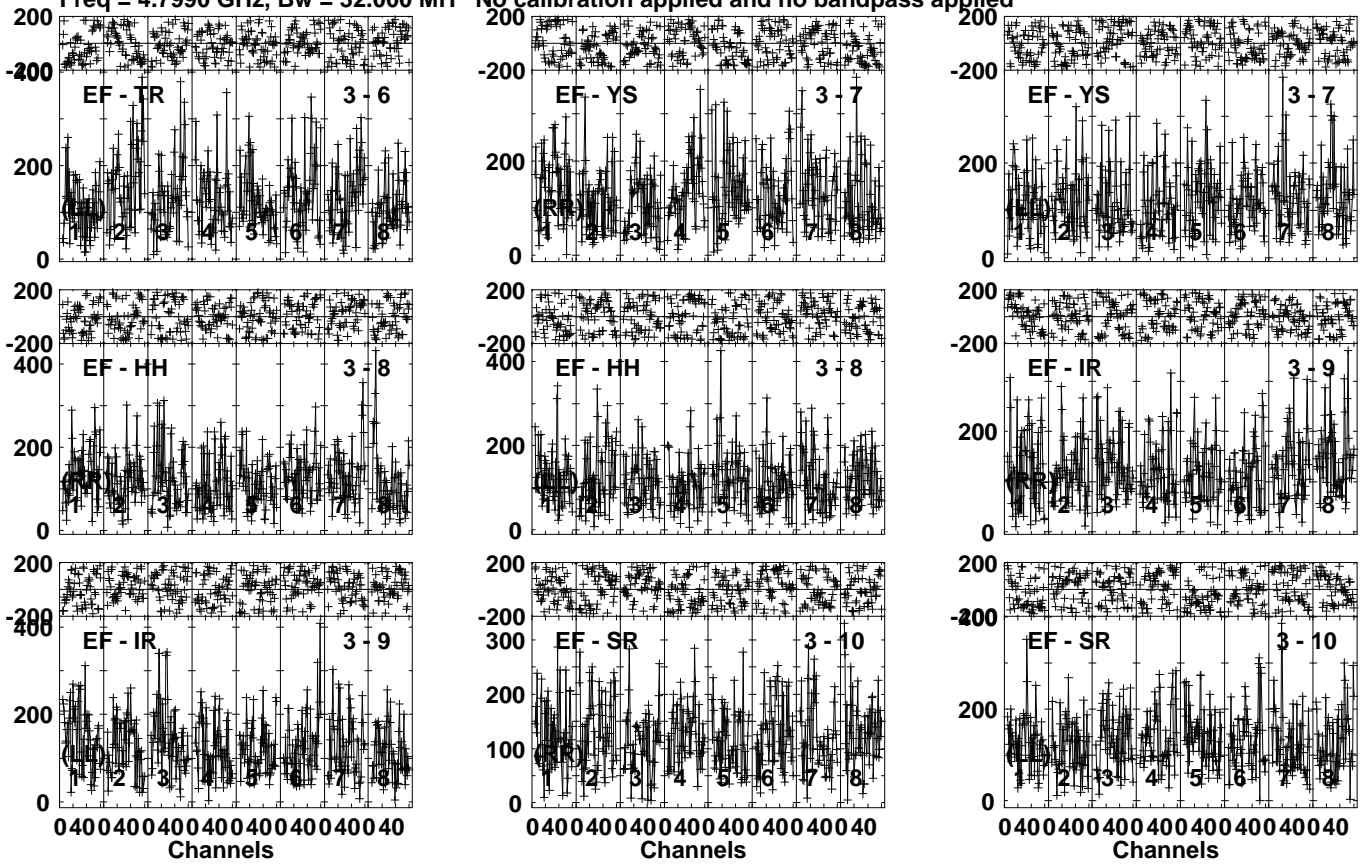 Freq = 4.7990 GHz, Bw = 32.000 MH No calibration applied and no bandpass applied
200 200 200
-200 -200 -200
400
EF - TR 3 - 6 EF - YS 3 - 7 EF - YS 3 - 7
200 200 200
(LL) (RR) (LL)
1 2 3 4 5 6 7 8 1 2 3 4 5 6 7 8 1 2 3 4 5 6 7 8
0 0 0
200 200 200
-200 -200 -200
400 400
EF - HH 3 - 8 EF - HH 3 - 8 EF - IR 3 - 9
200 200 200
(RR) (LL) (RR)
1 2 3 4 5 6 7 8 1 2 3 4 5 6 7 8 1 2 3 4 5 6 7 8
0 0 0
200 200 200
-200 -200 -200
400 400
EF - IR 3 - 9 EF - SR 3 - 10 EF - SR 3 - 10
300
200 200 200
100
(LL) (RR) (LL)
1 2 3 4 5 6 7 8 1 2 3 4 5 6 7 8 1 2 3 4 5 6 7 8
0 0 0
0 40 0 40 0 40 0 40 0 40 0 40 0 40 0 40 0 40 0 40 0 40 0 40 0 40 0 40 0 40 0 40 0 40 0 40 0 40 0 40 0 40 0 40 0 40 0 40
Channels Channels Channels